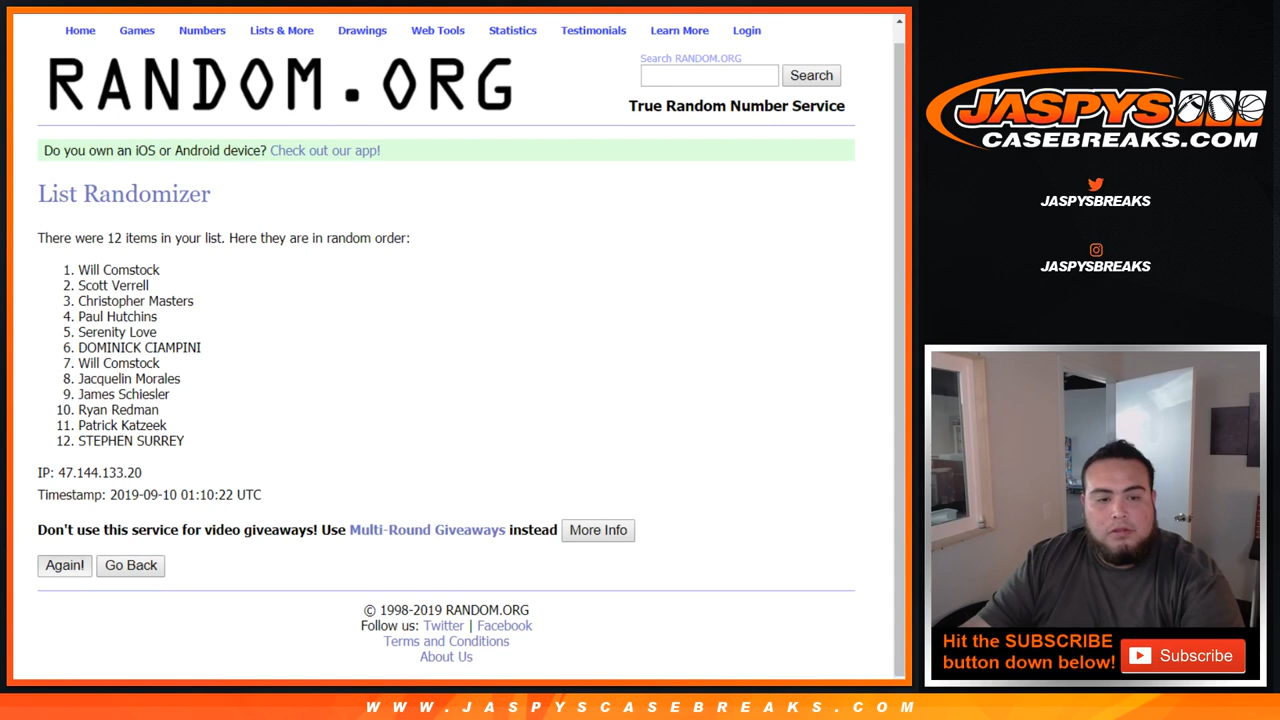 Home Games Numbers Lists & More Drawings Web Tools Statistics Testimonials Learn More Login
RANDOM.ORG
Search RANDOM.ORG
Search
True Random Number Service
Do you own an iOS or Android device? Check out our app!
List Randomizer
There were 12 items in your list. Here they are in random order:
1. Will Comstock
2. Scott Verrell
3. Christopher Masters
4. Paul Hutchins
5. Serenity Love
6. DOMINICK CIAMPINI
7. Will Comstock
8. Jacquelin Morales
9. James Schiesler
10. Ryan Redman
11. Patrick Katzeek
12. STEPHEN SURREY
IP: 47.144.133.20
Timestamp: 2019-09-10 01:10:22 UTC
Don't use this service for video giveaways! Use Multi-Round Giveaways instead More Info
Again! Go Back
© 1998-2019 RANDOM.ORG
Follow us: Twitter | Facebook
Terms and Conditions
About Us
JASPYS
CASEBREAKS.COM
JASPYSBREAKS
JASPYSBREAKS
Hit the SUBSCRIBE
button down below!
Subscribe
WWW.JASPYSCASEBREAKS.COM